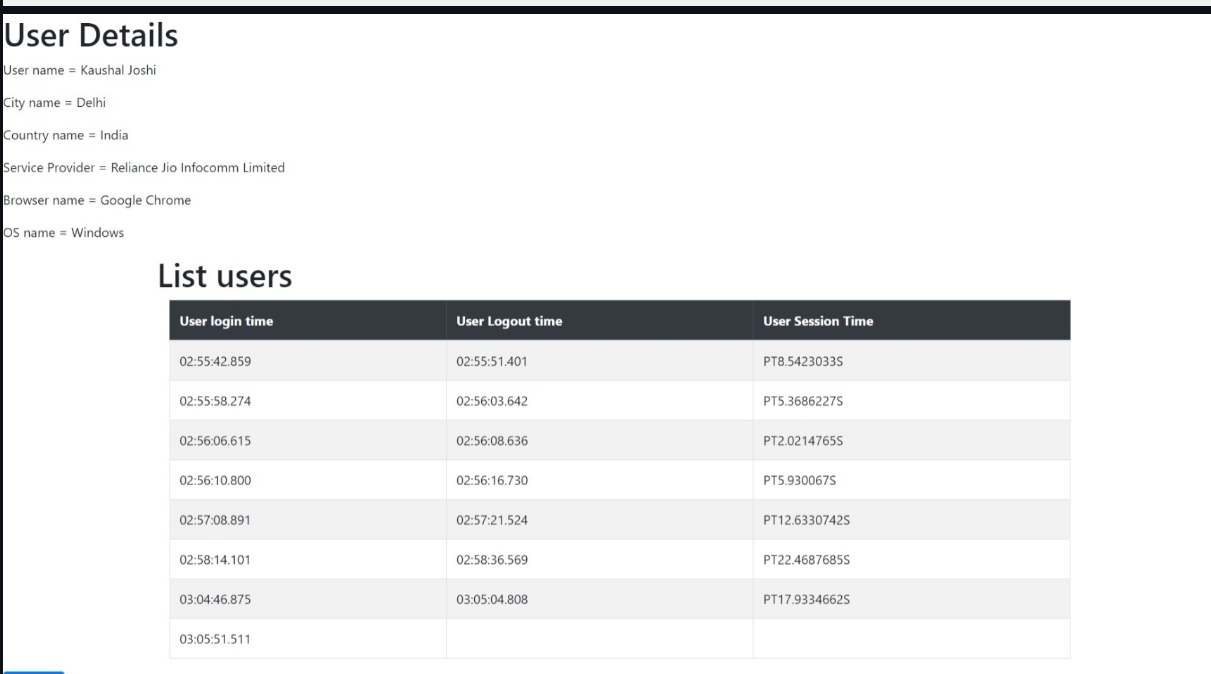 User Details
User name = Kaushal Joshi
City name = Delhi
Country name = India
Service Provider = Reliance Jio Infocomm Limited
Browser name = Google Chrome
OS name = Windows
List users
User login time User Logout time User Session Time
02:55:42.859 02:55:51.401 PT8.5423033S
02:55:58.274 02:56:03.642 PT5.3686227S
02:56:06.615 02:56:08.636 PT2.0214765S
02:56:10.800 02:56:16.730 PT5.930067S
02:57:08.891 02:57:21.524 PT12.6330742S
02:58:14.101 02:58:36.569 PT22.4687685S
03:04:46.875 03:05:04.808 PT17.9334662S
03:05:51.511